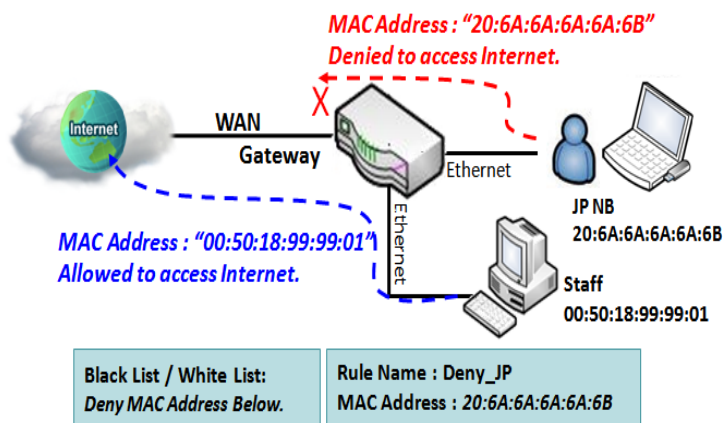 MAC Address : “20:6A:6A:6A:6A:6B”
Denied to access Internet.
Internet
WAN
Gateway
Ethernet
Ethernet
JP NB
20:6A:6A:6A:6A:6B
MAC Address : “00:50:18:99:99:01”
Allowed to access Internet.
Staff
00:50:18:99:99:01
Black List / White List:
Deny MAC Address Below.
Rule Name : Deny_JP
MAC Address : 20:6A:6A:6A:6A:6B